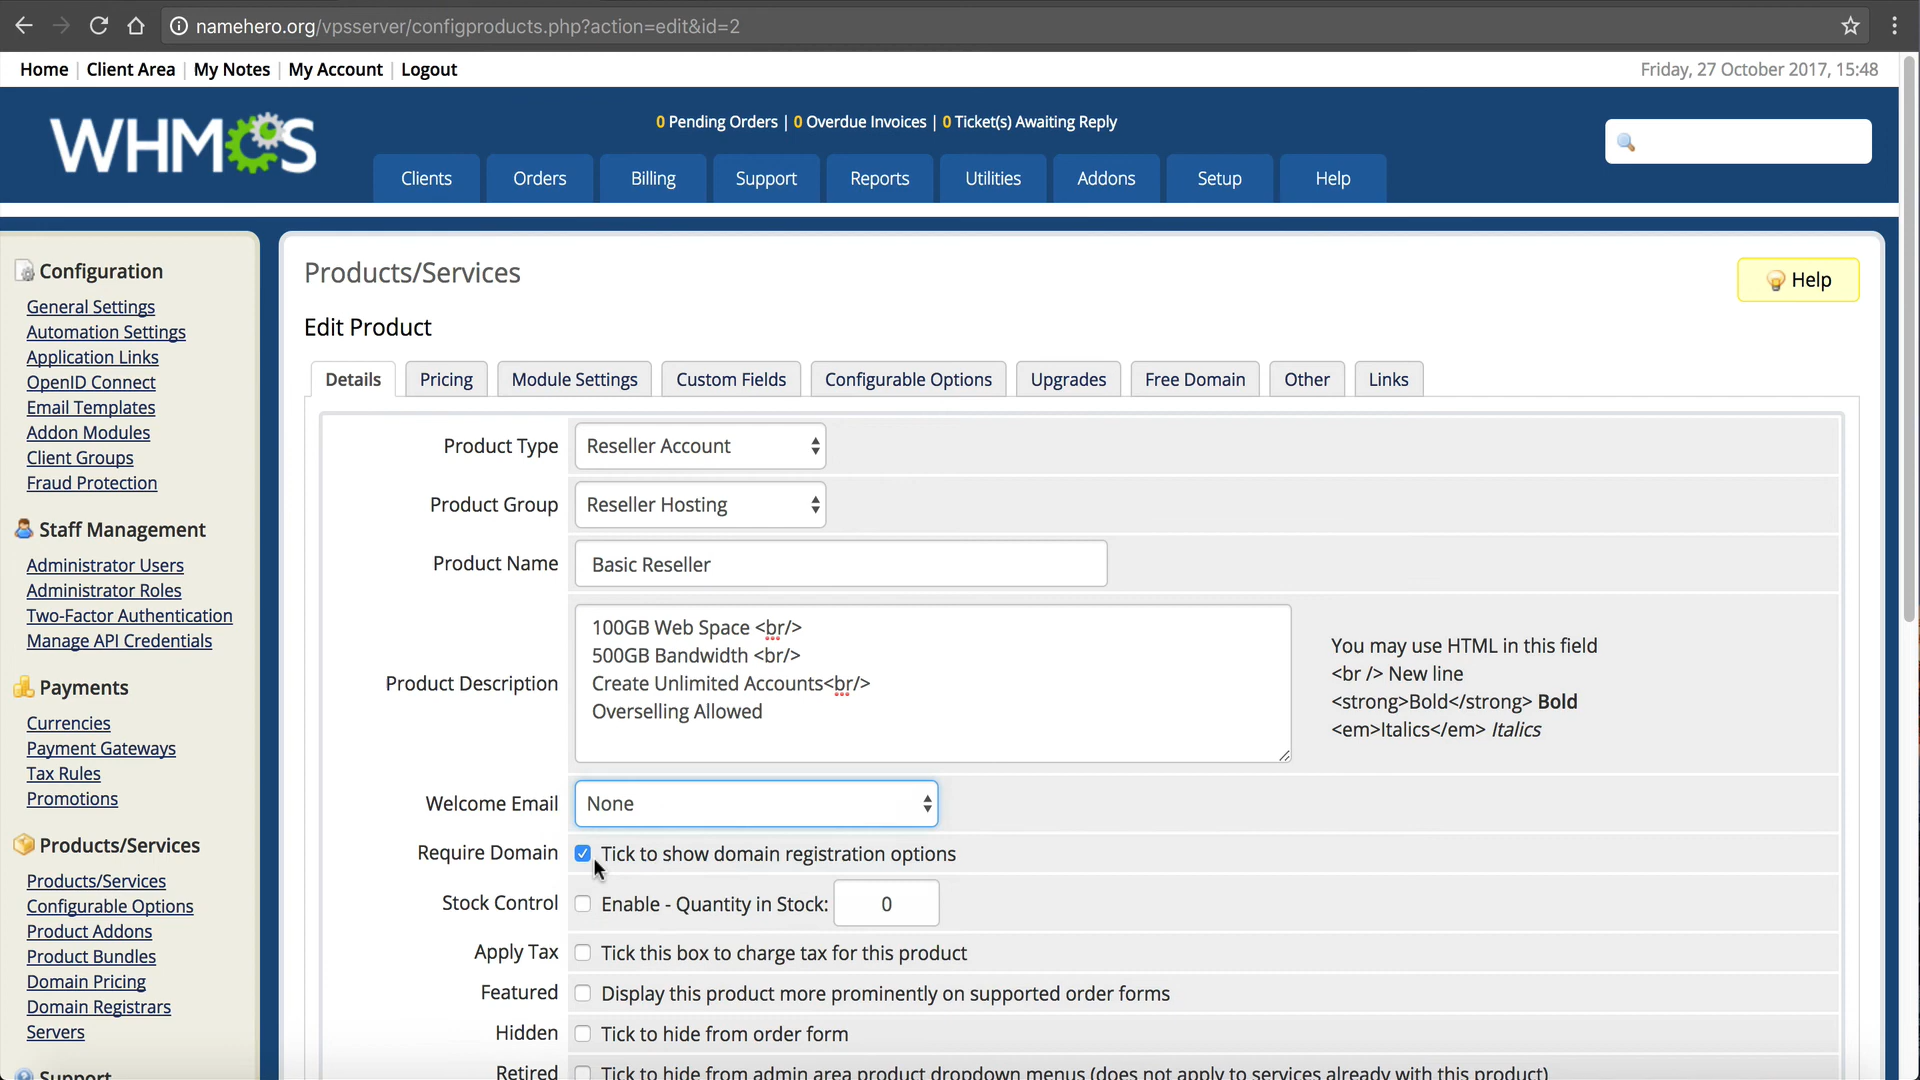 namehero.org/vpsserver/configproducts.php?action=edit&id=2
Home | Client Area | My Notes | My Account | Logout
Friday, 27 October 2017, 15:48
WHMCS
0 Pending Orders | 0 Overdue Invoices | 0 Ticket(s) Awaiting Reply
Clients Orders Billing Support Reports Utilities Addons Setup Help
Configuration
General Settings
Automation Settings
Application Links
OpenID Connect
Email Templates
Addon Modules
Client Groups
Fraud Protection
Staff Management
Administrator Users
Administrator Roles
Two-Factor Authentication
Manage API Credentials
Payments
Currencies
Payment Gateways
Tax Rules
Promotions
Products/Services
Products/Services
Configurable Options
Product Addons
Product Bundles
Domain Pricing
Domain Registrars
Servers
Support
Products/Services
Help
Edit Product
Details Pricing Module Settings Custom Fields Configurable Options Upgrades Free Domain Other Links
Product Type Reseller Account
Product Group Reseller Hosting
Product Name Basic Reseller
Product Description
100GB Web Space <br/>
500GB Bandwidth <br/>
Create Unlimited Accounts<br/>
Overselling Allowed
You may use HTML in this field
<br /> New line
<strong>Bold</strong> Bold
<em>Italics</em> Italics
Welcome Email None
Require Domain Tick to show domain registration options
Stock Control Enable - Quantity in Stock: 0
Apply Tax Tick this box to charge tax for this product
Featured Display this product more prominently on supported order forms
Hidden Tick to hide from order form
Retired Tick to hide from admin area product dropdown menus (does not apply to services already with this product)